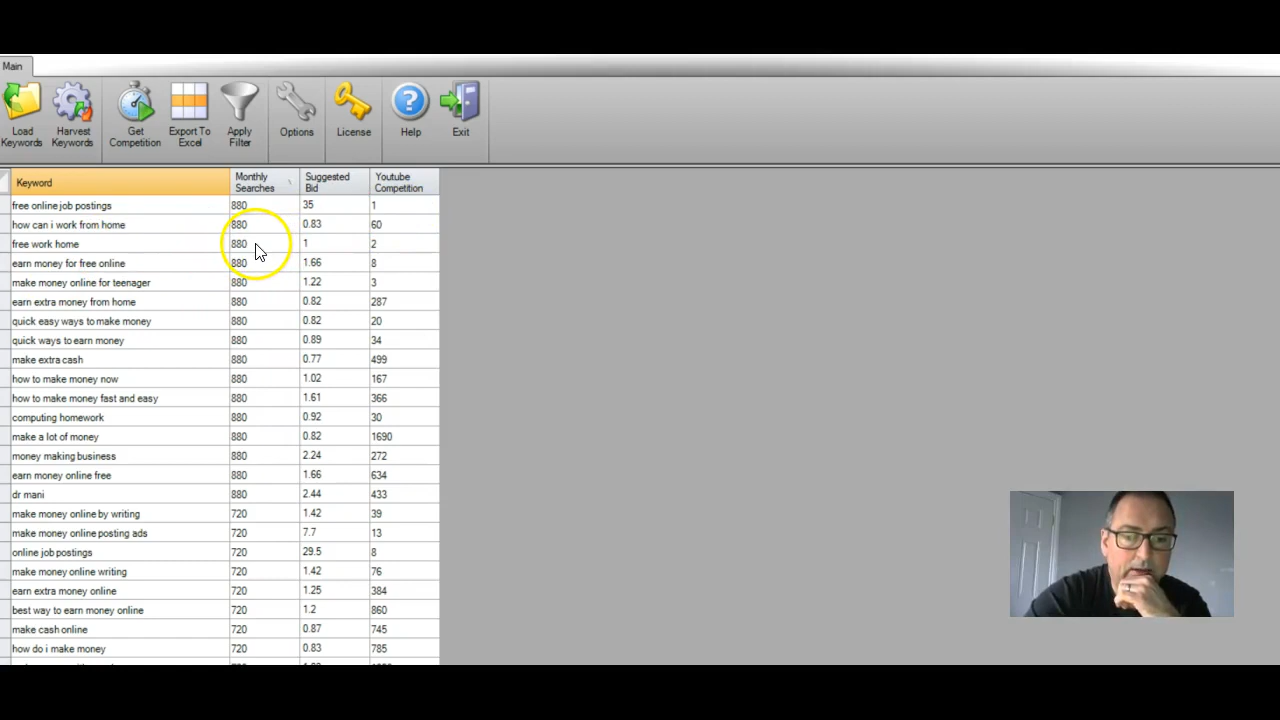 Main
Load Keywords
Harvest Keywords
Get Competition
Export To Excel
Apply Filter
Options
License
Help
Exit
Keyword Monthly Searches Suggested Bid Youtube Competition
free online job postings 880 35 1
how can i work from home 880 0.83 60
free work home 880 1 2
earn money for free online 880 1.66 8
make money online for teenager 880 1.22 3
earn extra money from home 880 0.82 287
quick easy ways to make money 880 0.82 20
quick ways to earn money 880 0.89 34
make extra cash 880 0.77 499
how to make money now 880 1.02 167
how to make money fast and easy 880 1.61 366
computing homework 880 0.92 30
make a lot of money 880 0.82 1690
money making business 880 2.24 272
earn money online free 880 1.66 634
dr mani 880 2.44 433
make money online by writing 720 1.42 39
make money online posting ads 720 7.7 13
online job postings 720 29.5 8
make money online writing 720 1.42 76
earn extra money online 720 1.25 384
best way to earn money online 720 1.2 860
make cash online 720 0.87 745
how do i make money 720 0.83 785